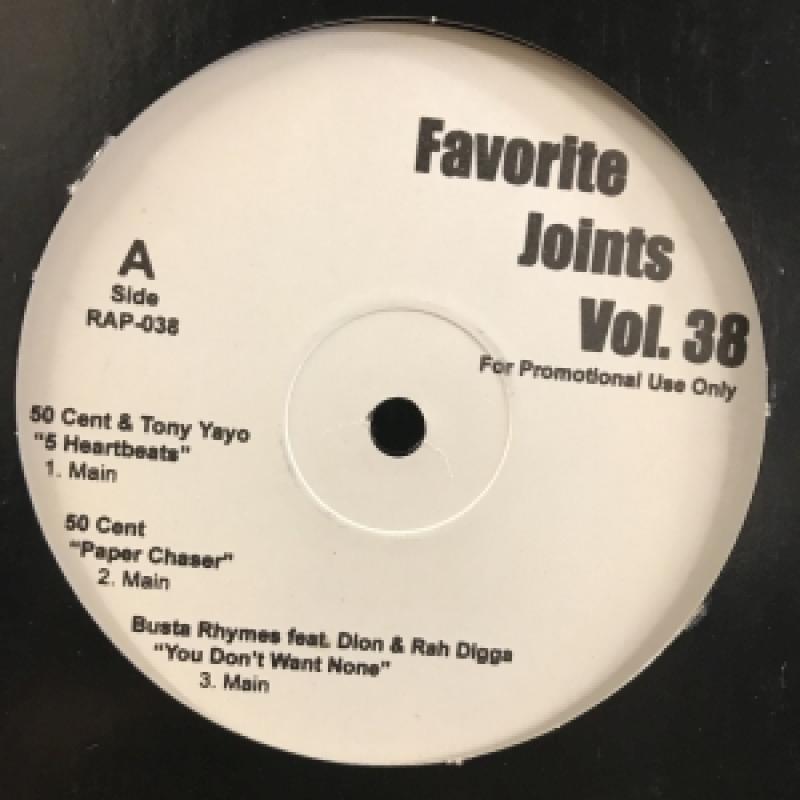 Favorite
Joints
Vol. 38
For Promotional Use Only
A
Side
RAP-038
50 Cent & Tony Yayo
"5 Heartbeats"
1. Main
50 Cent
"Paper Chaser"
2. Main
Busta Rhymes feat. Dion & Rah Digga
"You Don't Want None"
3. Main